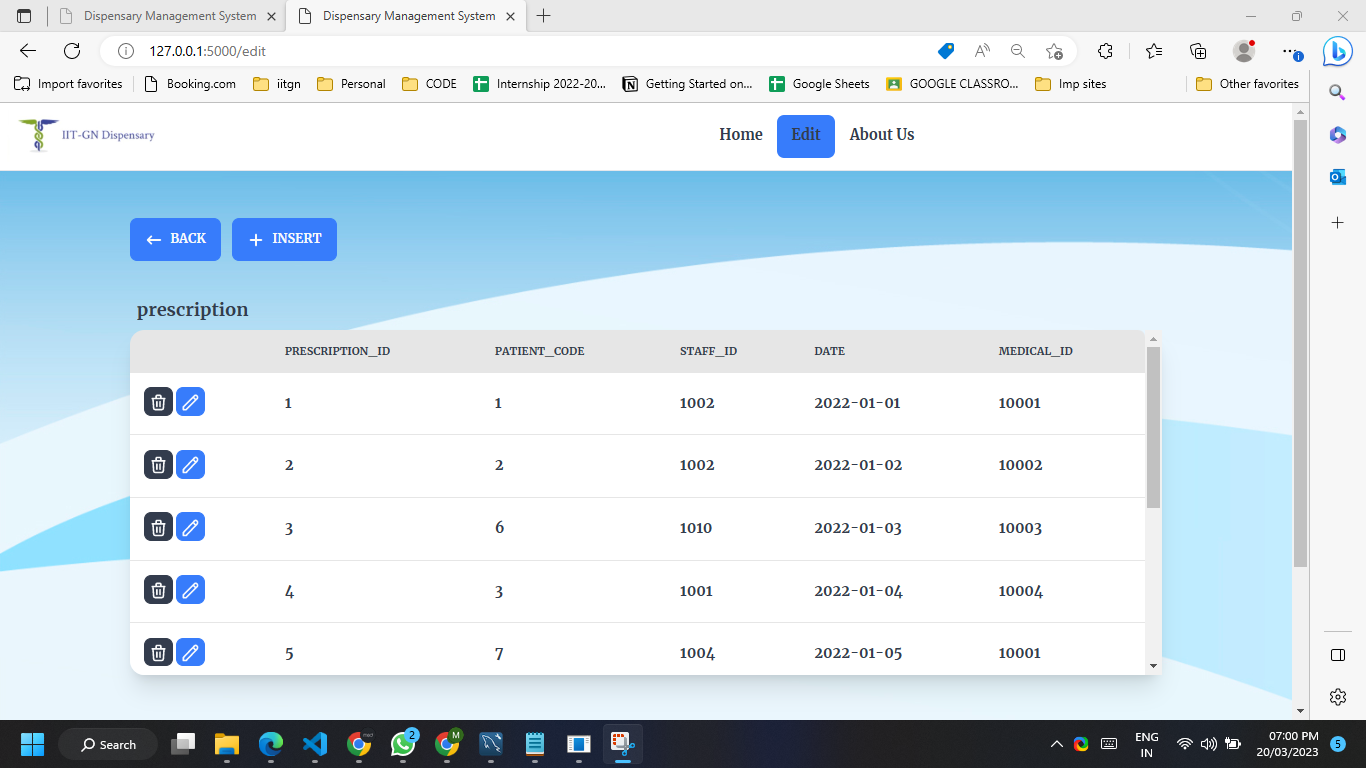 Dispensary Management System
Dispensary Management System
127.0.0.1:5000/edit
Import favorites Booking.com iitgn Personal CODE Internship 2022-20... Getting Started on... Google Sheets GOOGLE CLASSRO... Imp sites Other favorites
IIT-GN Dispensary Home Edit About Us
BACK INSERT
prescription
PRESCRIPTION_ID PATIENT_CODE STAFF_ID DATE MEDICAL_ID
1 1 1002 2022-01-01 10001
2 2 1002 2022-01-02 10002
3 6 1010 2022-01-03 10003
4 3 1001 2022-01-04 10004
5 7 1004 2022-01-05 10001
Search med 2 M ENG 07:00 PM 5
IN 20/03/2023